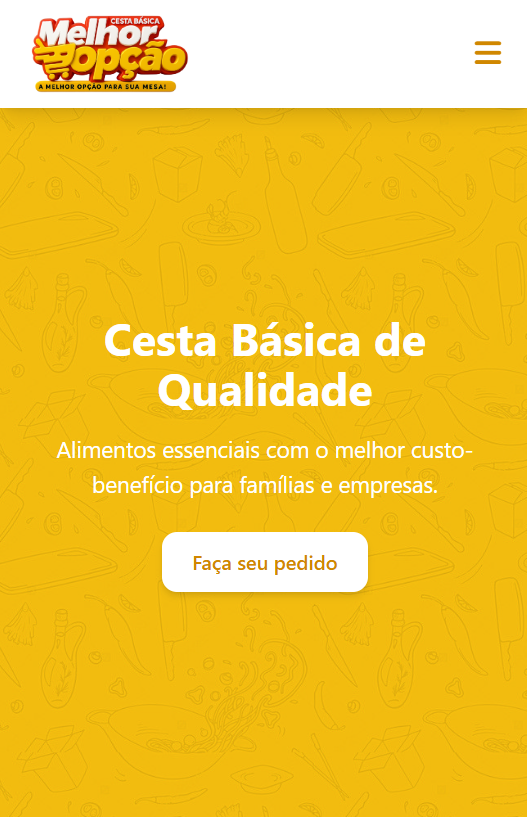 CESTA BÁSICA
Melhor
opção
A MELHOR OPÇÃO PARA SUA MESA!
Cesta Básica de
Qualidade
Alimentos essenciais com o melhor custo-
benefício para famílias e empresas.
Faça seu pedido